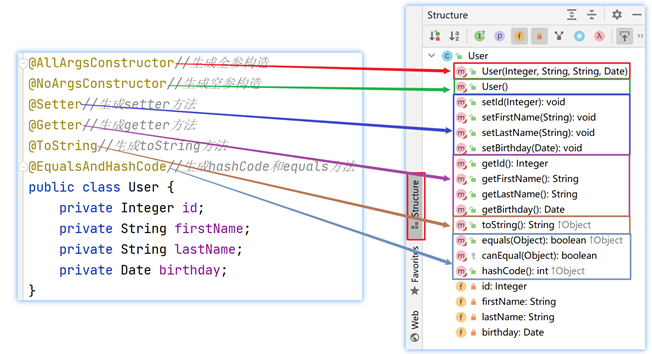 @AllArgsConstructor//生成全参构造
@NoArgsConstructor//生成空参构造
@Setter//生成setter方法
@Getter//生成getter方法
@ToString//生成toString方法
@EqualsAndHashCode//生成hashCode和equals方法
public class User {
private Integer id;
private String firstName;
private String lastName;
private Date birthday;
}
Structure
Favorites
Web
Structure
User
User(Integer, String, String, Date)
User()
setId(Integer): void
setFirstName(String): void
setLastName(String): void
setBirthday(Date): void
getId(): Integer
getFirstName(): String
getLastName(): String
getBirthday(): Date
toString(): String ↑Object
equals(Object): boolean ↑Object
canEqual(Object): boolean
hashCode(): int ↑Object
id: Integer
firstName: String
lastName: String
birthday: Date